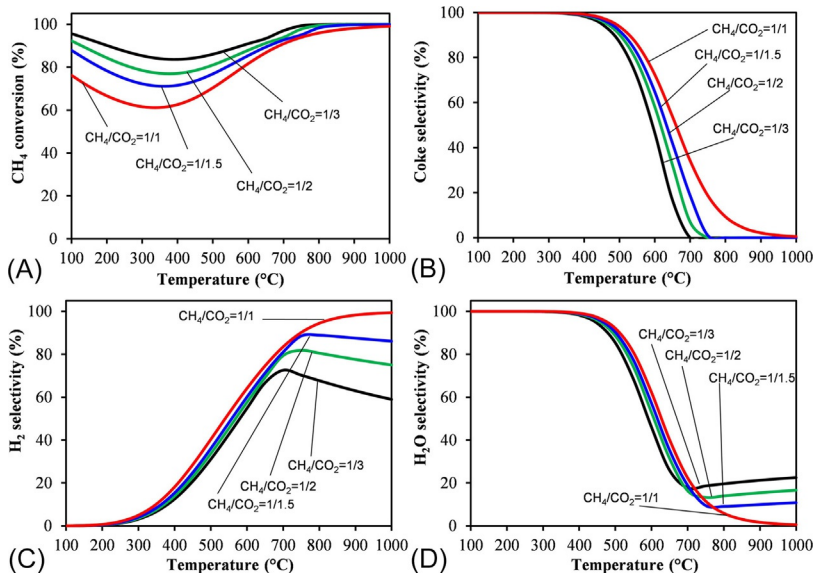 CH₄ conversion (%)
100
80
60
40
20
0
CH₄/CO₂=1/1
CH₄/CO₂=1/1.5
CH₄/CO₂=1/2
CH₄/CO₂=1/3
100 200 300 400 500 600 700 800 900 1000
Temperature (°C)
(A)
Coke selectivity (%)
100
80
60
40
20
0
CH₄/CO₂=1/1
CH₄/CO₂=1/1.5
CH₄/CO₂=1/2
CH₄/CO₂=1/3
100 200 300 400 500 600 700 800 900 1000
Temperature (°C)
(B)
H₂ selectivity (%)
100
80
60
40
20
0
CH₄/CO₂=1/1
CH₄/CO₂=1/3
CH₄/CO₂=1/2
CH₄/CO₂=1/1.5
100 200 300 400 500 600 700 800 900 1000
Temperature (°C)
(C)
H₂O selectivity (%)
100
80
60
40
20
0
CH₄/CO₂=1/3
CH₄/CO₂=1/2
CH₄/CO₂=1/1.5
CH₄/CO₂=1/1
100 200 300 400 500 600 700 800 900 1000
Temperature (°C)
(D)